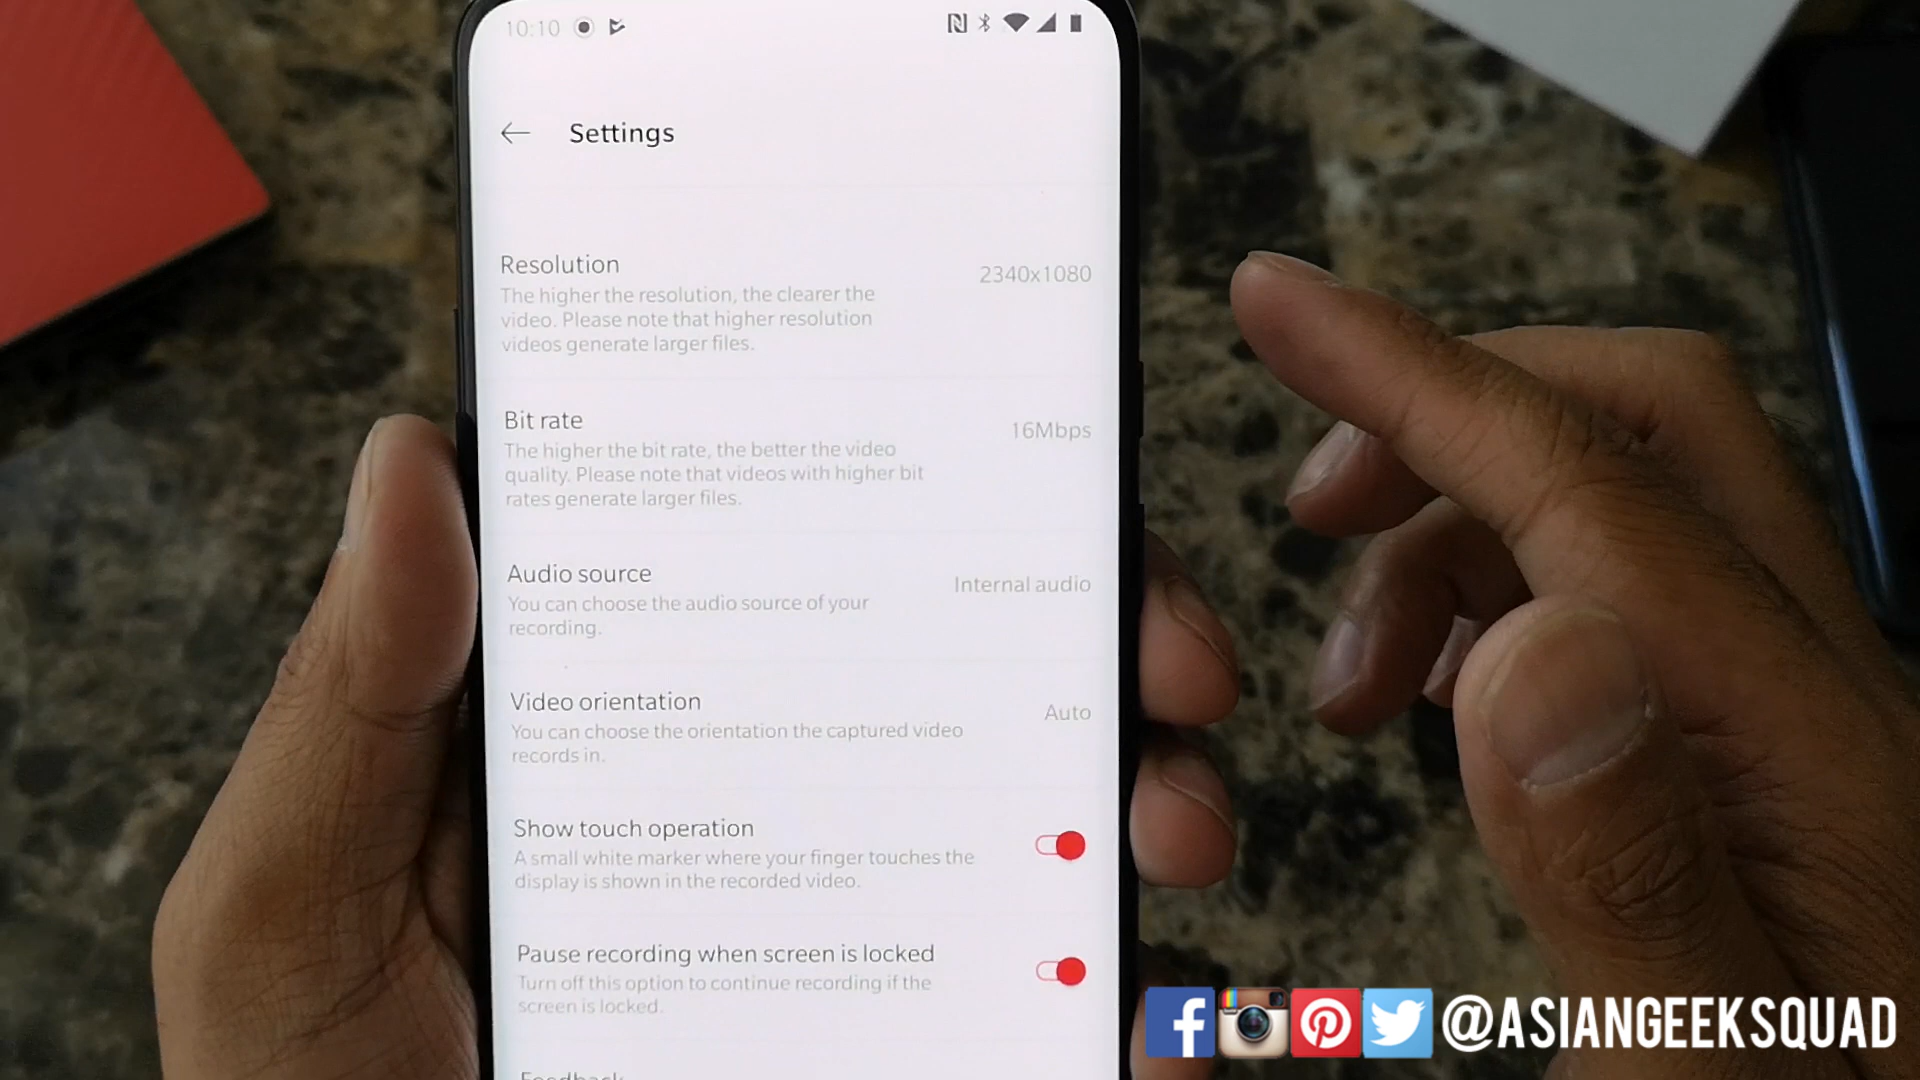 10:10
Settings
Resolution
2340x1080
The higher the resolution, the clearer the
video. Please note that higher resolution
videos generate larger files.
Bit rate
16Mbps
The higher the bit rate, the better the video
quality. Please note that videos with higher bit
rates generate larger files.
Audio source
Internal audio
You can choose the audio source of your
recording.
Video orientation
Auto
You can choose the orientation the captured video
records in.
Show touch operation
A small white marker where your finger touches the
display is shown in the recorded video.
Pause recording when screen is locked
Turn off this option to continue recording if the
screen is locked.
Feedback
@ASIANGEEKSQUAD